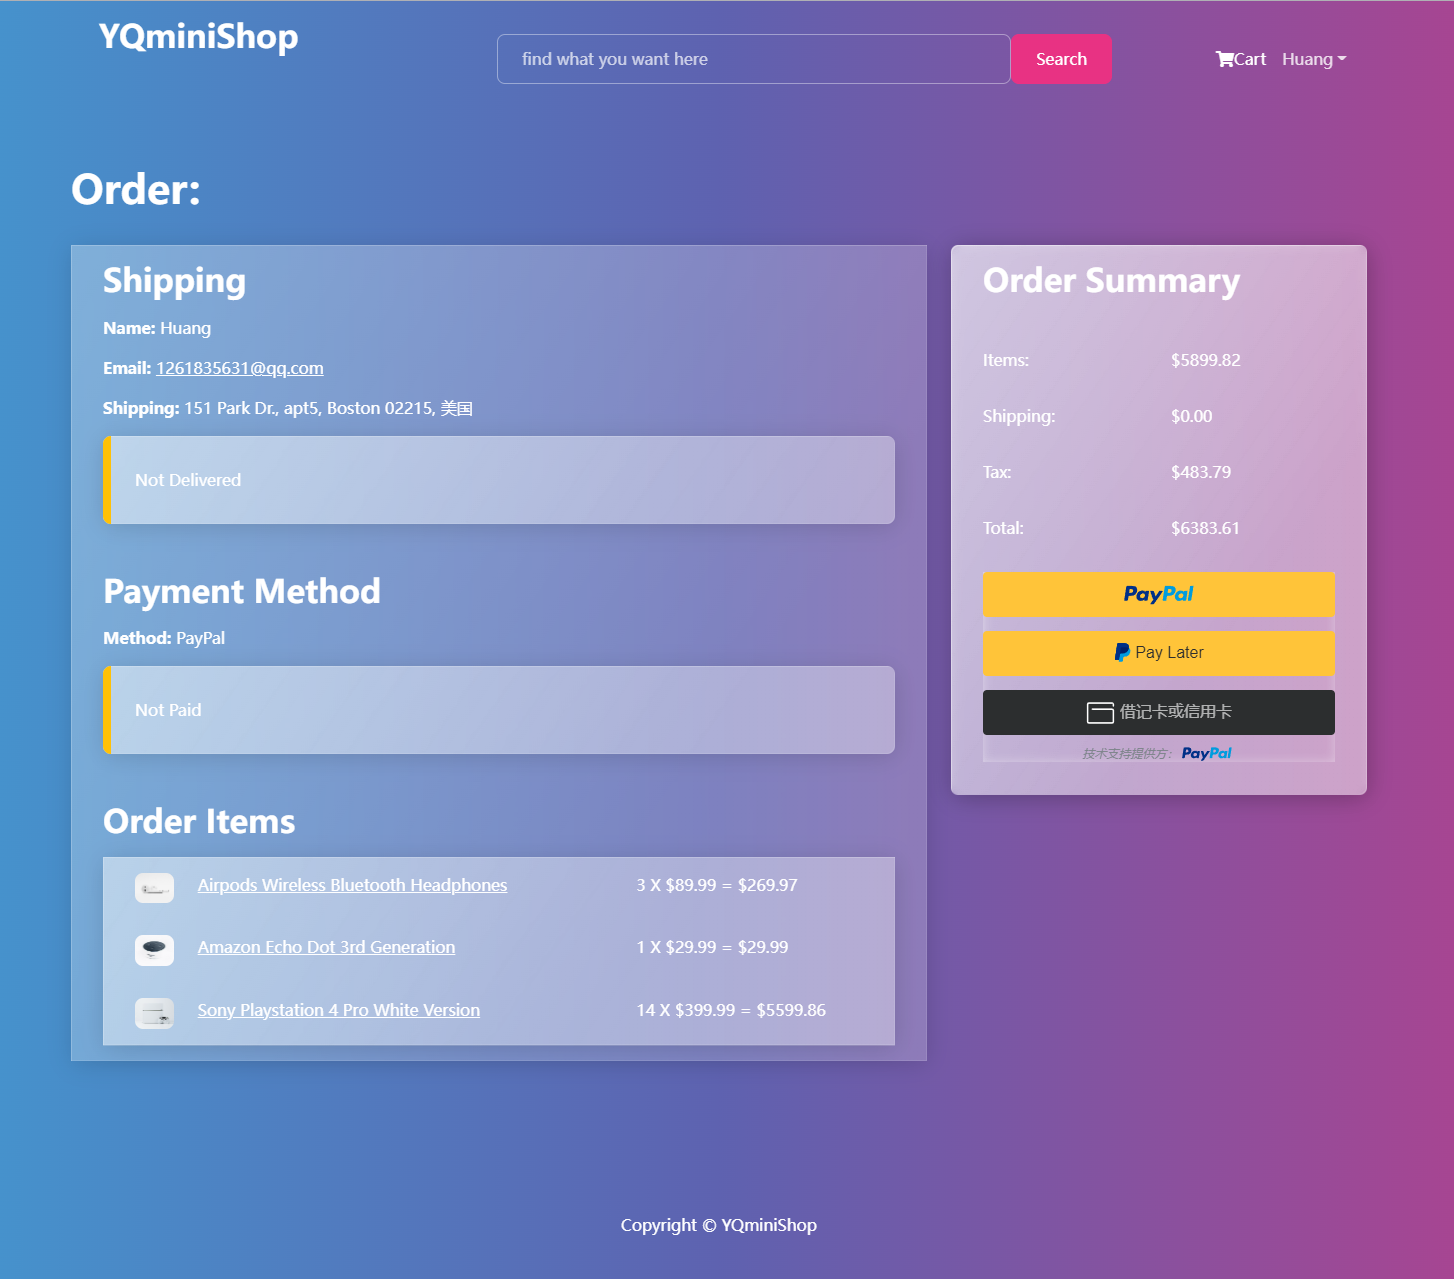 YQminiShop
find what you want here
Search
Cart
Huang
Order:
Shipping
Name: Huang
Email: 1261835631@qq.com
Shipping: 151 Park Dr., apt5, Boston 02215, 美国
Not Delivered
Payment Method
Method: PayPal
Not Paid
Order Items
Airpods Wireless Bluetooth Headphones 3 X $89.99 = $269.97
Amazon Echo Dot 3rd Generation 1 X $29.99 = $29.99
Sony Playstation 4 Pro White Version 14 X $399.99 = $5599.86
Order Summary
Items: $5899.82
Shipping: $0.00
Tax: $483.79
Total: $6383.61
PayPal
Pay Later
借记卡或信用卡
技术支持提供方： PayPal
Copyright © YQminiShop